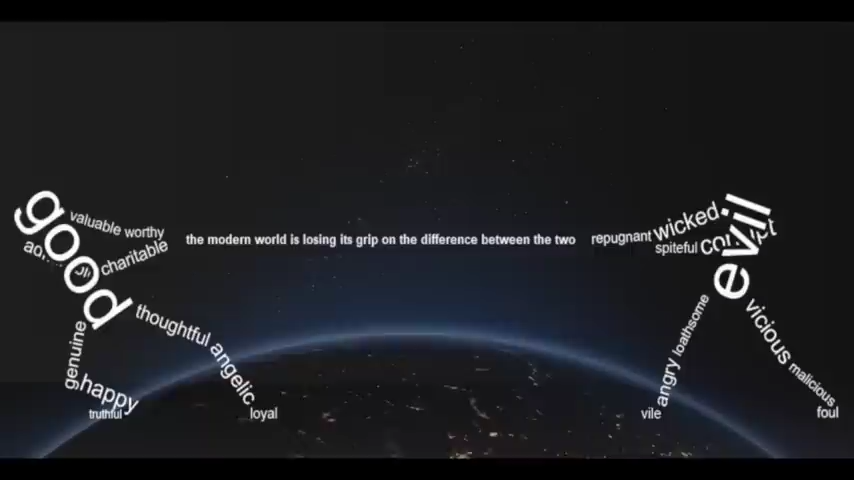 good
valuable worthy
charitable
thoughtful angelic loyal
genuine happy
truthful
the modern world is losing its grip on the difference between the two
repugnant wicked
spiteful
evil
angry loathsome
vile
vicious malicious
foul